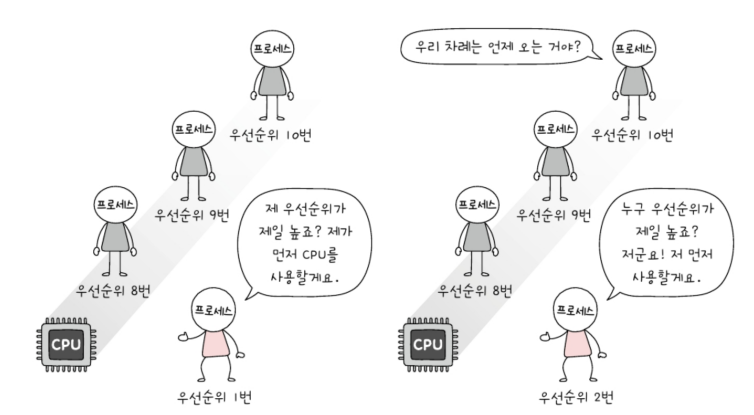 프로세스
우선순위 10번
프로세스
우선순위 9번
프로세스
우선순위 8번
제 우선순위가
제일 높죠? 제가
먼저 CPU를
사용할게요.
프로세스
우선순위 1번
CPU
우리 차례는 언제 오는 거야?
프로세스
우선순위 10번
프로세스
우선순위 9번
프로세스
우선순위 8번
누구 우선순위가
제일 높죠?
저군요! 저 먼저
사용할게요.
프로세스
우선순위 2번
CPU